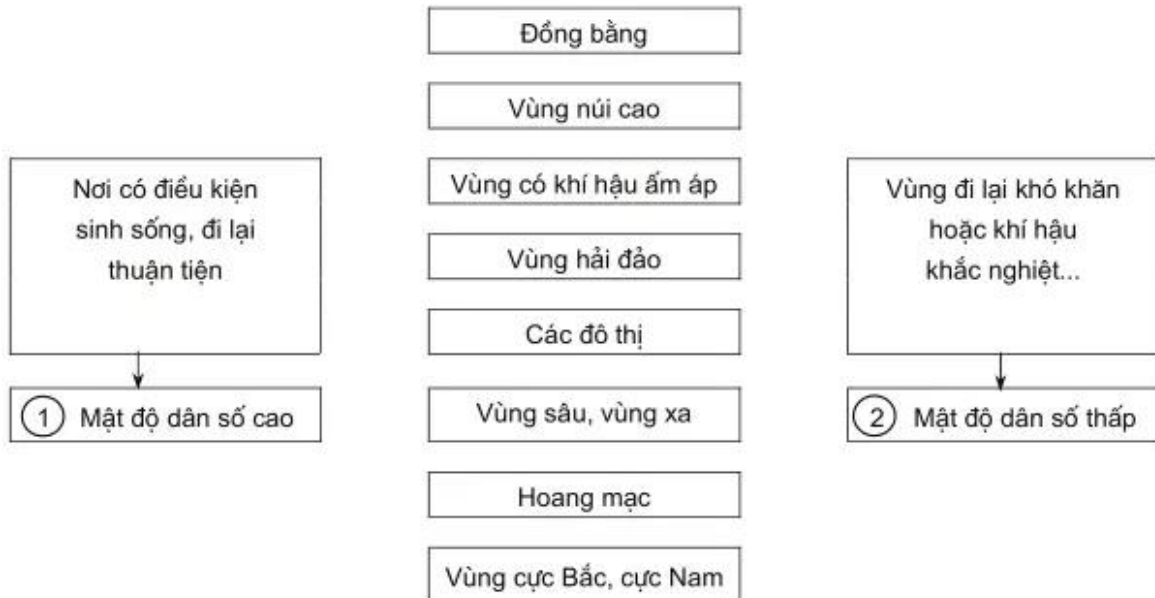 Đồng bằng
Vùng núi cao
Vùng có khí hậu ấm áp
Vùng hải đảo
Các đô thị
Vùng sâu, vùng xa
Hoang mạc
Vùng cực Bắc, cực Nam
Nơi có điều kiện
sinh sống, đi lại
thuận tiện
1 Mật độ dân số cao
Vùng đi lại khó khăn
hoặc khí hậu
khắc nghiệt...
2 Mật độ dân số thấp